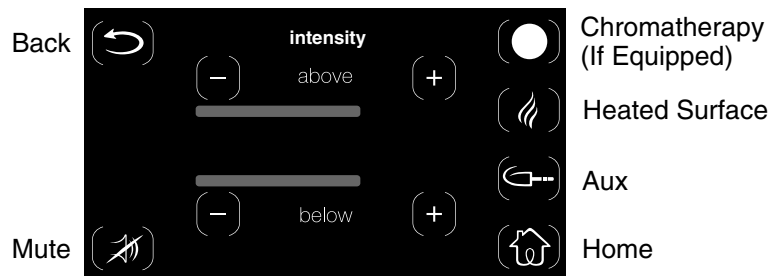 Back
intensity
above
below
Mute
Chromatherapy
(If Equipped)
Heated Surface
Aux
Home